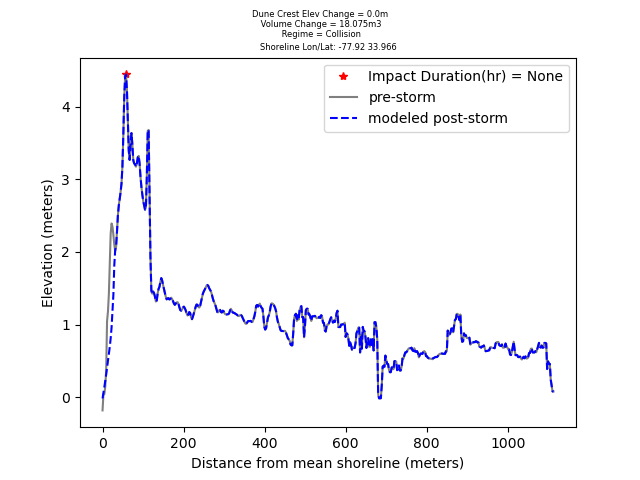 Dune Crest Elev Change = 0.0m
Volume Change = 18.075m3
Regime = Collision
Shoreline Lon/Lat: -77.92 33.966
Impact Duration(hr) = None
pre-storm
modeled post-storm
Elevation (meters)
4
3
2
1
0
0 200 400 600 800 1000
Distance from mean shoreline (meters)